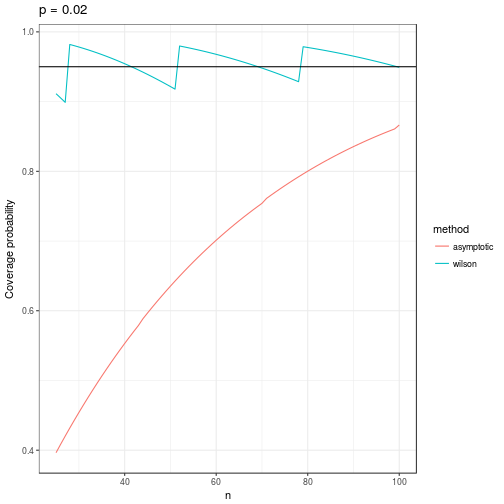 p = 0.02
Coverage probability
1.0
0.8
0.6
0.4
40
60
80
100
n
method
asymptotic
wilson